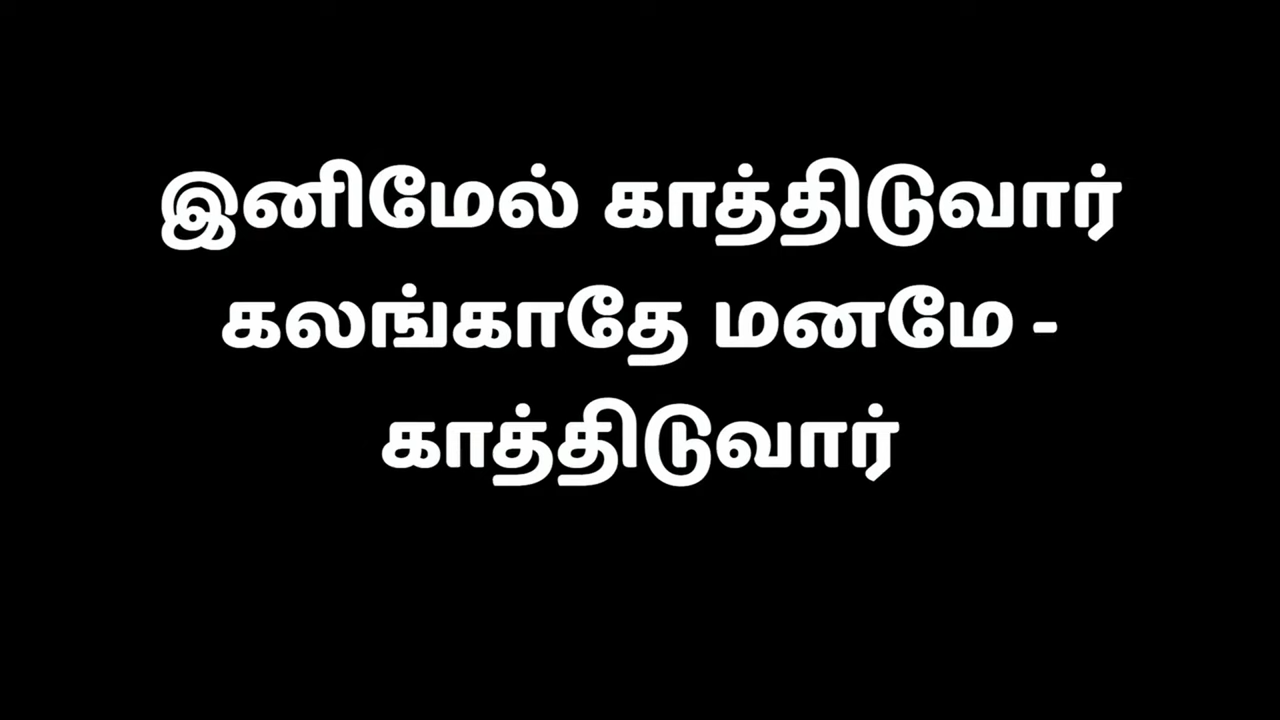 இனிமேல் காத்திடுவார்
கலங்காதே மனமே -
காத்திடுவார்